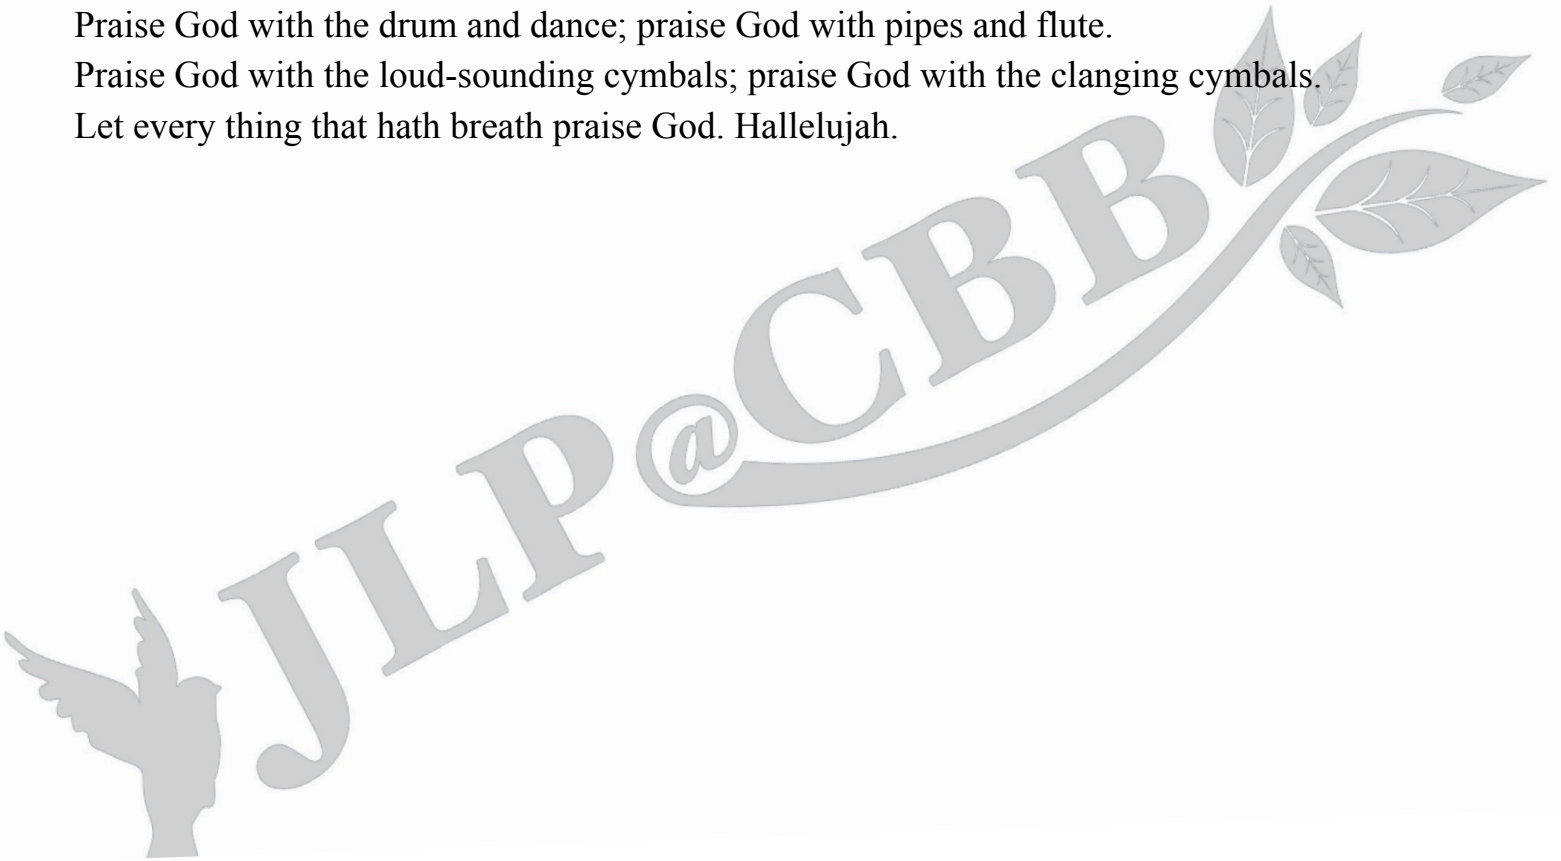 Praise God with the drum and dance; praise God with pipes and flute.
Praise God with the loud-sounding cymbals; praise God with the clanging cymbals.
Let every thing that hath breath praise God. Hallelujah.
JLP@CBB